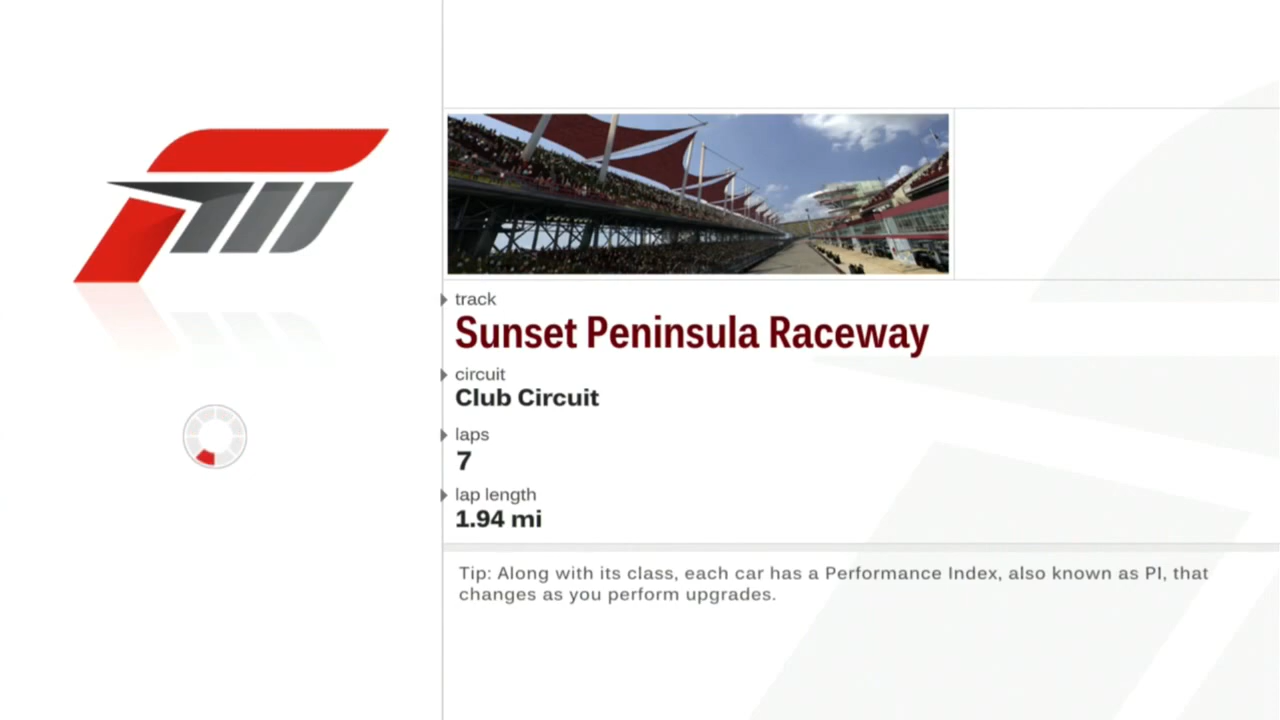 track
Sunset Peninsula Raceway
circuit
Club Circuit
laps
7
lap length
1.94 mi
Tip: Along with its class, each car has a Performance Index, also known as PI, that
changes as you perform upgrades.